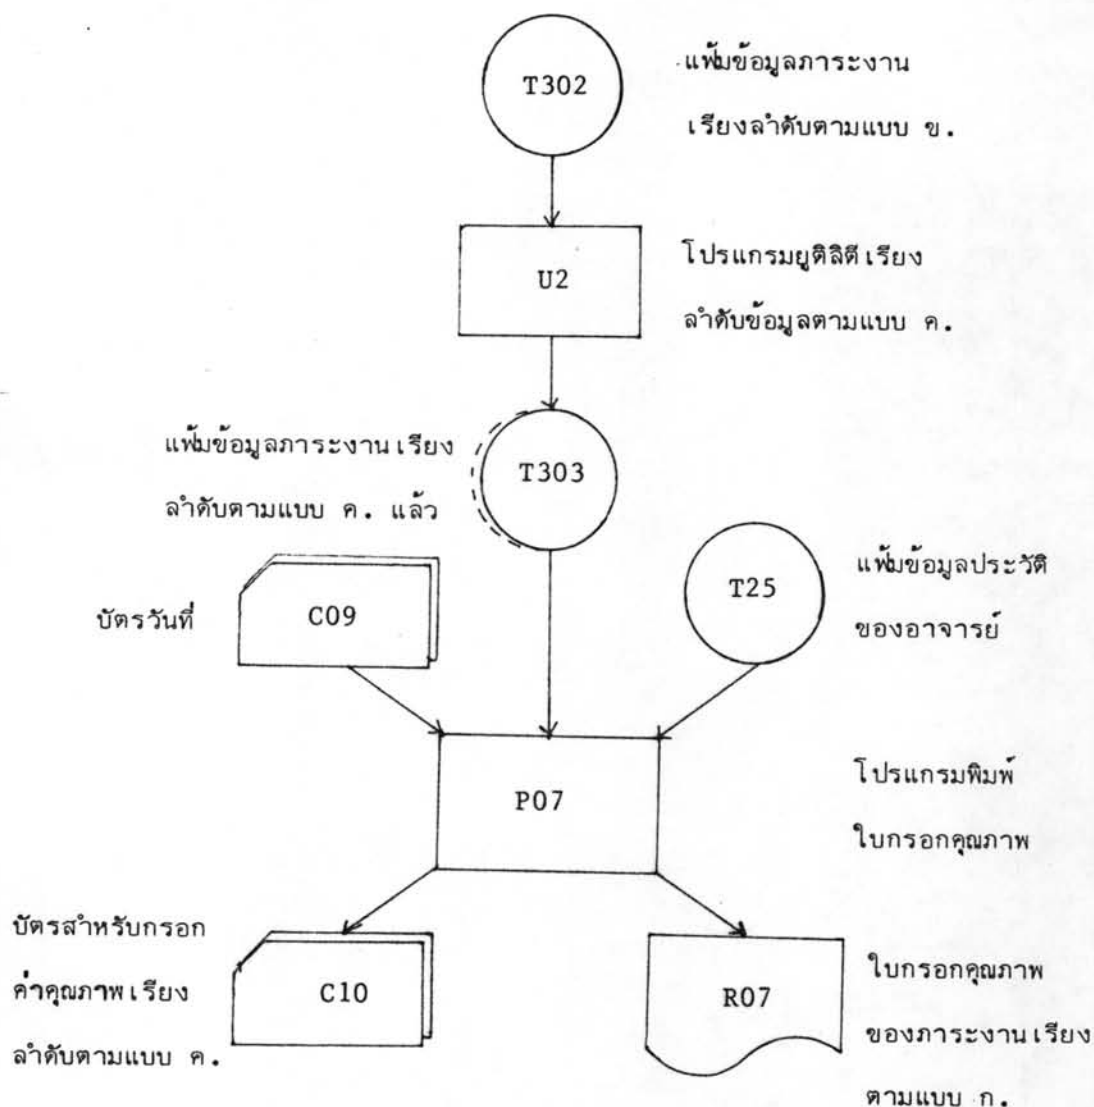 T302
แฟ้มข้อมูลภาระงาน
เรียงลำดับตามแบบ ข.
U2
โปรแกรมยูติลิตี เรียง
ลำดับข้อมูลตามแบบ ค.
แฟ้มข้อมูลภาระงาน เรียง
ลำดับตามแบบ ค. แล้ว
T303
บัตรวันที่
C09
T25
แฟ้มข้อมูลประวัติ
ของอาจารย์
P07
โปรแกรมพิมพ์
ใบกรอกคุณภาพ
บัตรสำหรับกรอก
ค่าคุณภาพ เรียง
ลำดับตามแบบ ค.
C10
R07
ใบกรอกคุณภาพ
ของภาระงาน เรียง
ตามแบบ ก.